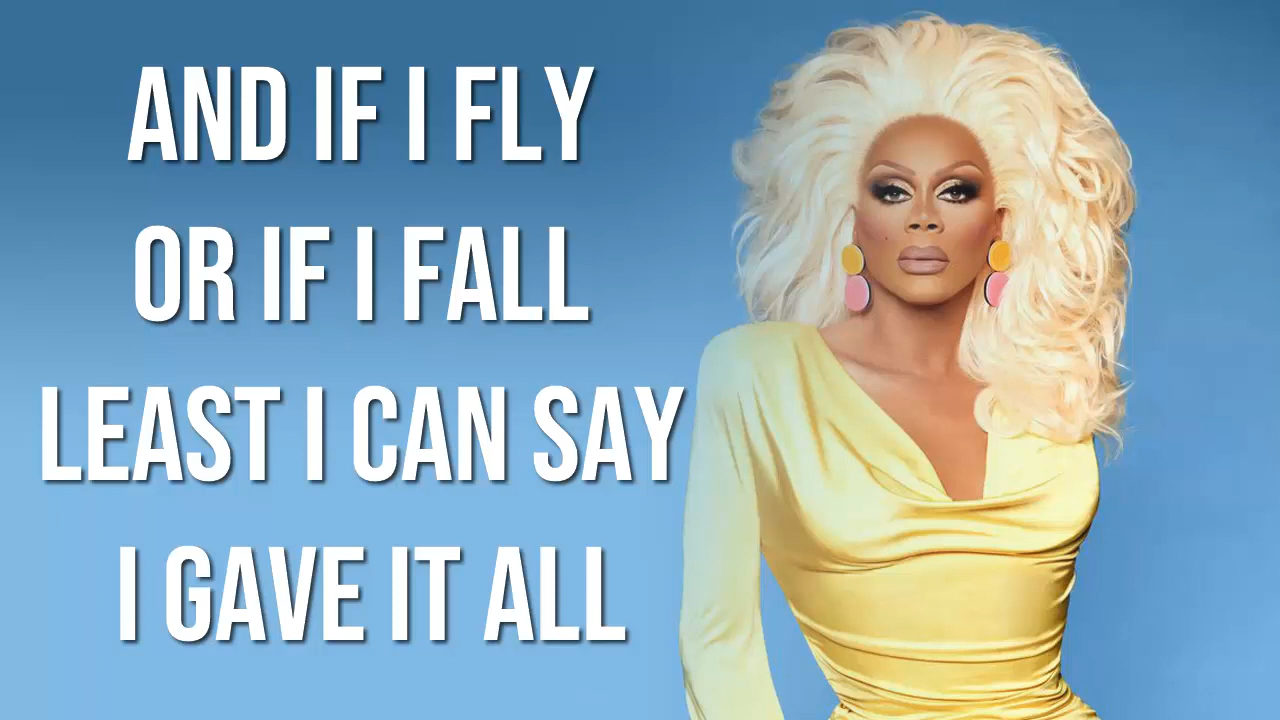 AND IF I FLY
OR IF I FALL
LEAST I CAN SAY
I GAVE IT ALL